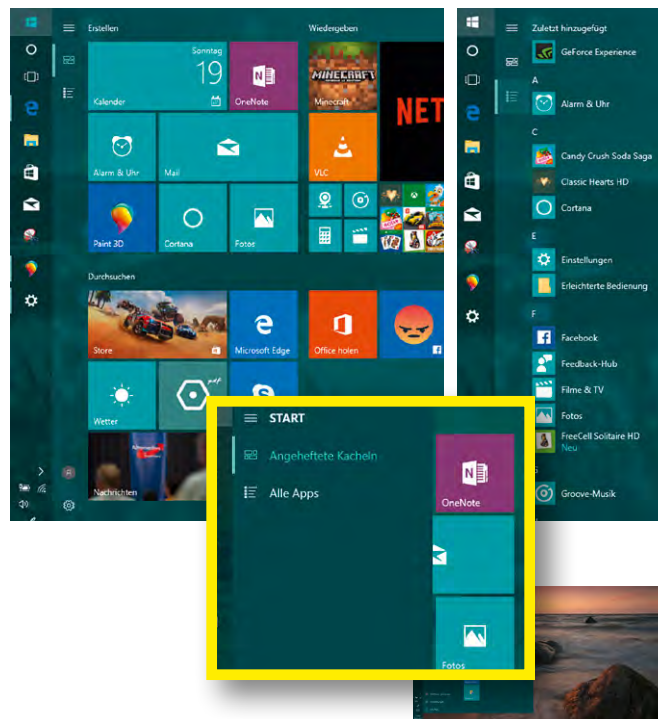 Erstellen
Wiedergeben
Sonntag
19
Kalender
OneNote
MINECRAFT
Minecraft
NET
Alarm & Uhr
Mail
VLC
Paint 3D
Cortana
Fotos
Durchsuchen
Store
Microsoft Edge
Office holen
Wetter
pdf
Nachrichten
Zuletzt hinzugefügt
GeForce Experience
A
Alarm & Uhr
C
Candy Crush Soda Saga
Classic Hearts HD
Cortana
E
Einstellungen
Erleichterte Bedienung
F
Facebook
Feedback-Hub
Filme & TV
Fotos
FreeCell Solitaire HD
Neu
G
Groove-Musik
START
Angeheftete Kacheln
Alle Apps
OneNote
Fotos